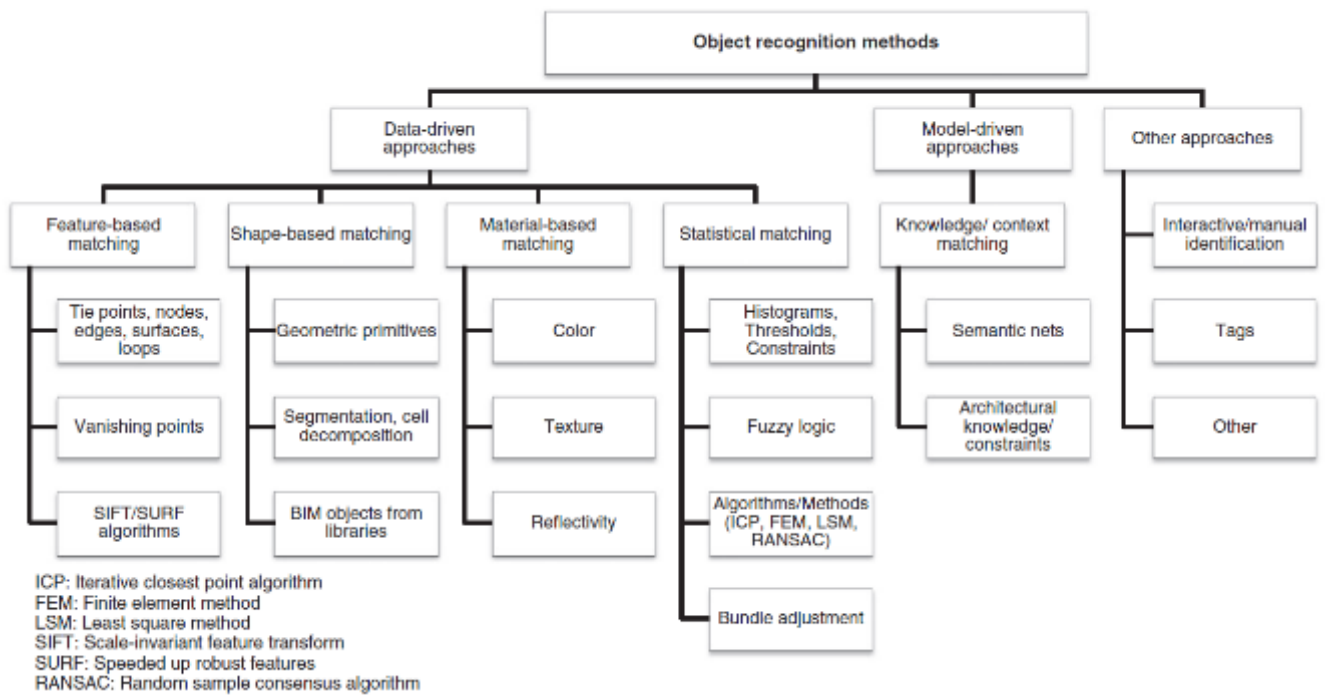 Object recognition methods
Data-driven
approaches
Model-driven
approaches
Other approaches
Feature-based
matching
Shape-based matching
Material-based
matching
Statistical matching
Knowledge/ context
matching
Interactive/manual
identification
Tie points, nodes,
edges, surfaces,
loops
Geometric primitives
Color
Histograms,
Thresholds,
Constraints
Semantic nets
Tags
Vanishing points
Segmentation, cell
decomposition
Texture
Fuzzy logic
Architectural
knowledge/
constraints
Other
SIFT/SURF
algorithms
BIM objects from
libraries
Reflectivity
Algorithms/Methods
(ICP, FEM, LSM,
RANSAC)
Bundle adjustment
ICP: Iterative closest point algorithm
FEM: Finite element method
LSM: Least square method
SIFT: Scale-invariant feature transform
SURF: Speeded up robust features
RANSAC: Random sample consensus algorithm